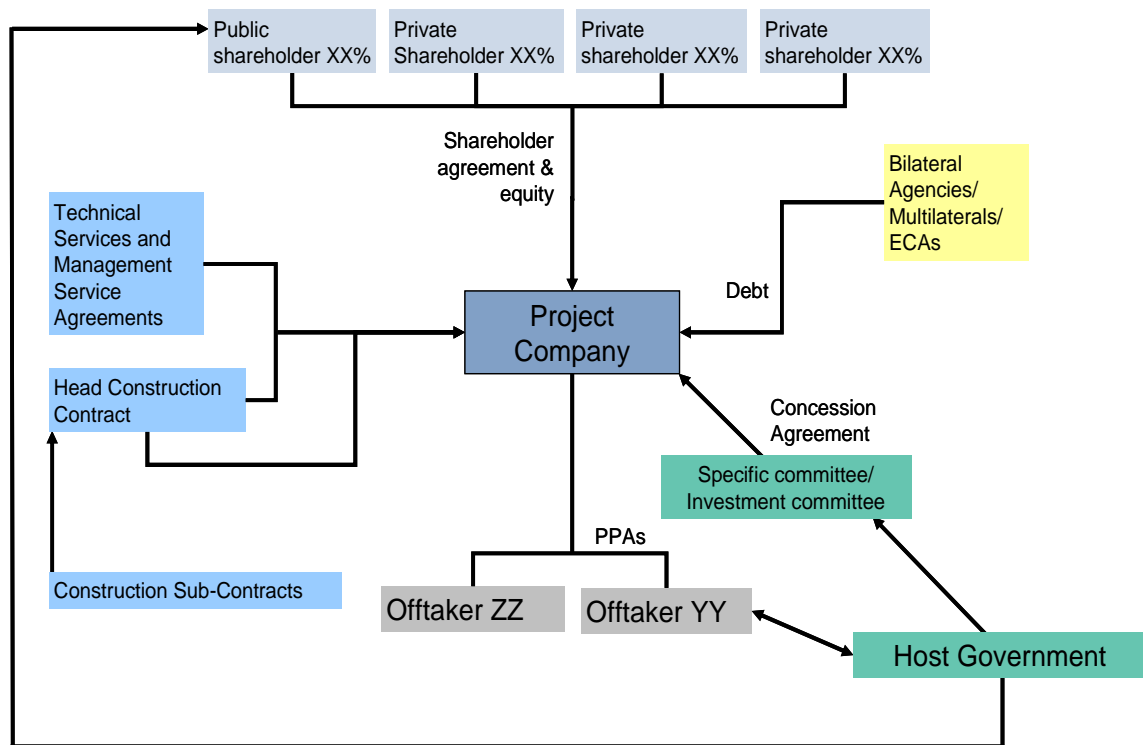 Public
shareholder XX%
Private
Shareholder XX%
Private
shareholder XX%
Private
shareholder XX%
Shareholder
agreement &
equity
Bilateral
Agencies/
Multilaterals/
ECAs
Technical
Services and
Management
Service
Agreements
Debt
Project
Company
Head Construction
Contract
Concession
Agreement
Specific committee/
Investment committee
PPAs
Construction Sub-Contracts
Offtaker ZZ
Offtaker YY
Host Government